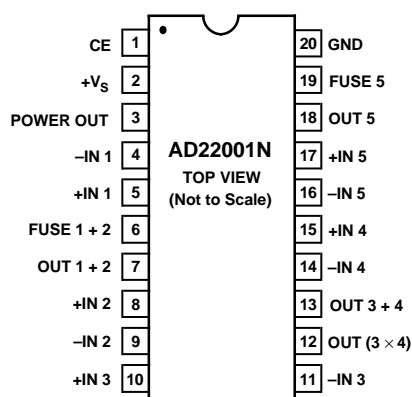 CE 1
+VS 2
POWER OUT 3
–IN 1 4
+IN 1 5
FUSE 1 + 2 6
OUT 1 + 2 7
+IN 2 8
–IN 2 9
+IN 3 10
AD22001N
TOP VIEW
(Not to Scale)
20 GND
19 FUSE 5
18 OUT 5
17 +IN 5
16 –IN 5
15 +IN 4
14 –IN 4
13 OUT 3 + 4
12 OUT (3 × 4)
11 –IN 3